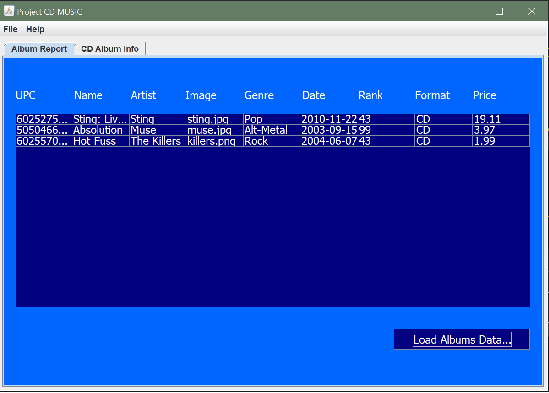 Project CD MUSIC
File Help
Album Report CD Album Info
UPC Name Artist Image Genre Date Rank Format Price
6025275... Sting: Liv... Sting sting.jpg Pop 2010-11-22 43 CD 19.11
5050466... Absolution Muse muse.jpg Alt-Metal 2003-09-15 99 CD 3.97
6025570... Hot Fuss The Killers killers.png Rock 2004-06-07 43 CD 1.99
Load Albums Data...